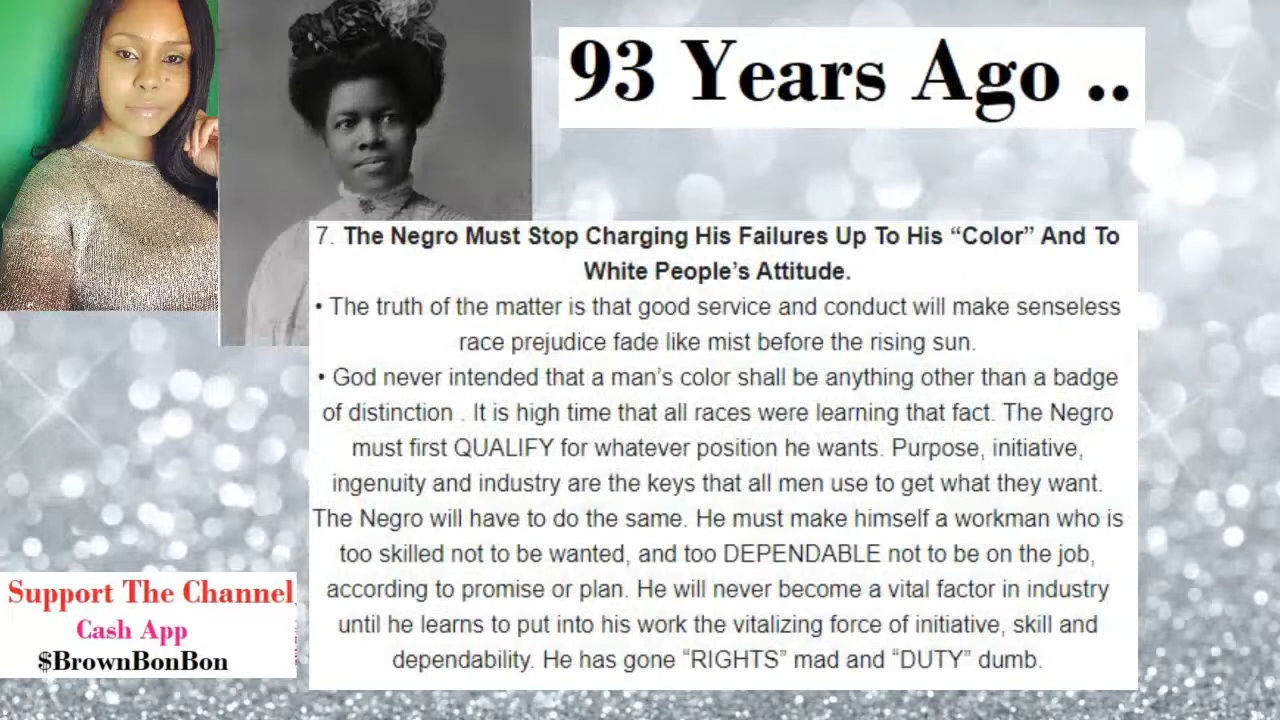 93 Years Ago ..
7. The Negro Must Stop Charging His Failures Up To His “Color” And To
White People’s Attitude.
• The truth of the matter is that good service and conduct will make senseless
race prejudice fade like mist before the rising sun.
• God never intended that a man’s color shall be anything other than a badge
of distinction . It is high time that all races were learning that fact. The Negro
must first QUALIFY for whatever position he wants. Purpose, initiative,
ingenuity and industry are the keys that all men use to get what they want.
The Negro will have to do the same. He must make himself a workman who is
too skilled not to be wanted, and too DEPENDABLE not to be on the job,
according to promise or plan. He will never become a vital factor in industry
until he learns to put into his work the vitalizing force of initiative, skill and
dependability. He has gone “RIGHTS” mad and “DUTY” dumb.
Support The Channel
Cash App
$BrownBonBon